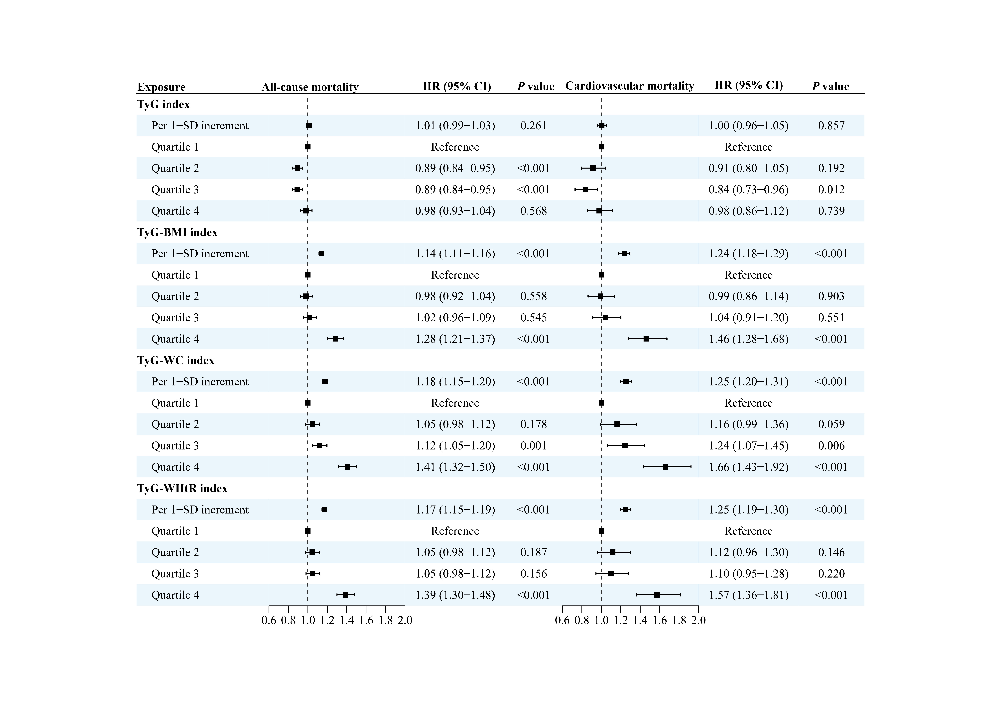 Exposure All-cause mortality HR (95% CI) P value Cardiovascular mortality HR (95% CI) P value
TyG index
Per 1−SD increment 1.01 (0.99−1.03) 0.261 1.00 (0.96−1.05) 0.857
Quartile 1 Reference Reference
Quartile 2 0.89 (0.84−0.95) <0.001 0.91 (0.80−1.05) 0.192
Quartile 3 0.89 (0.84−0.95) <0.001 0.84 (0.73−0.96) 0.012
Quartile 4 0.98 (0.93−1.04) 0.568 0.98 (0.86−1.12) 0.739
TyG-BMI index
Per 1−SD increment 1.14 (1.11−1.16) <0.001 1.24 (1.18−1.29) <0.001
Quartile 1 Reference Reference
Quartile 2 0.98 (0.92−1.04) 0.558 0.99 (0.86−1.14) 0.903
Quartile 3 1.02 (0.96−1.09) 0.545 1.04 (0.91−1.20) 0.551
Quartile 4 1.28 (1.21−1.37) <0.001 1.46 (1.28−1.68) <0.001
TyG-WC index
Per 1−SD increment 1.18 (1.15−1.20) <0.001 1.25 (1.20−1.31) <0.001
Quartile 1 Reference Reference
Quartile 2 1.05 (0.98−1.12) 0.178 1.16 (0.99−1.36) 0.059
Quartile 3 1.12 (1.05−1.20) 0.001 1.24 (1.07−1.45) 0.006
Quartile 4 1.41 (1.32−1.50) <0.001 1.66 (1.43−1.92) <0.001
TyG-WHtR index
Per 1−SD increment 1.17 (1.15−1.19) <0.001 1.25 (1.19−1.30) <0.001
Quartile 1 Reference Reference
Quartile 2 1.05 (0.98−1.12) 0.187 1.12 (0.96−1.30) 0.146
Quartile 3 1.05 (0.98−1.12) 0.156 1.10 (0.95−1.28) 0.220
Quartile 4 1.39 (1.30−1.48) <0.001 1.57 (1.36−1.81) <0.001
0.6 0.8 1.0 1.2 1.4 1.6 1.8 2.0 0.6 0.8 1.0 1.2 1.4 1.6 1.8 2.0